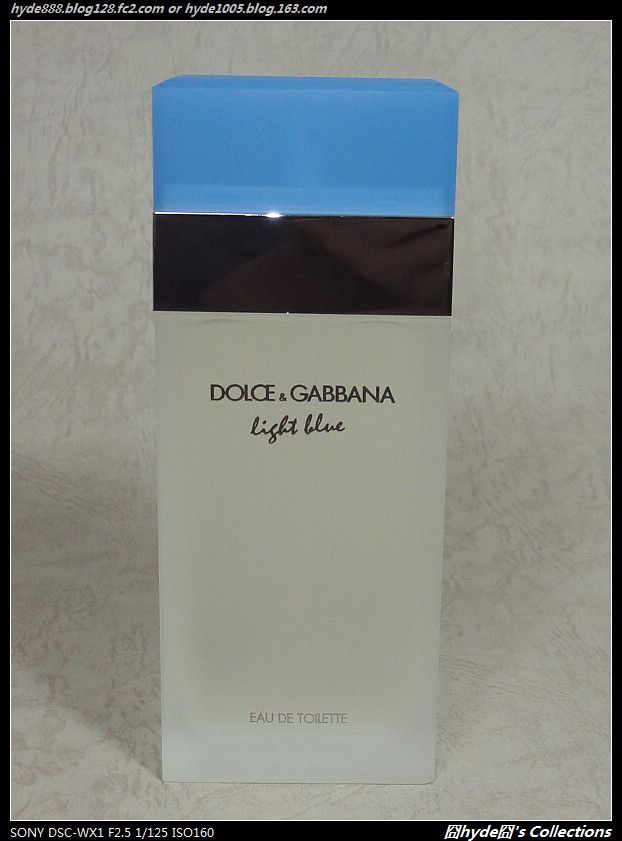 hyde888.blog128.fc2.com or hyde1005.blog.163.com
DOLCE & GABBANA
light blue
EAU DE TOILETTE
SONY DSC-WX1 F2.5 1/125 ISO160
囧hyde囧's Collections